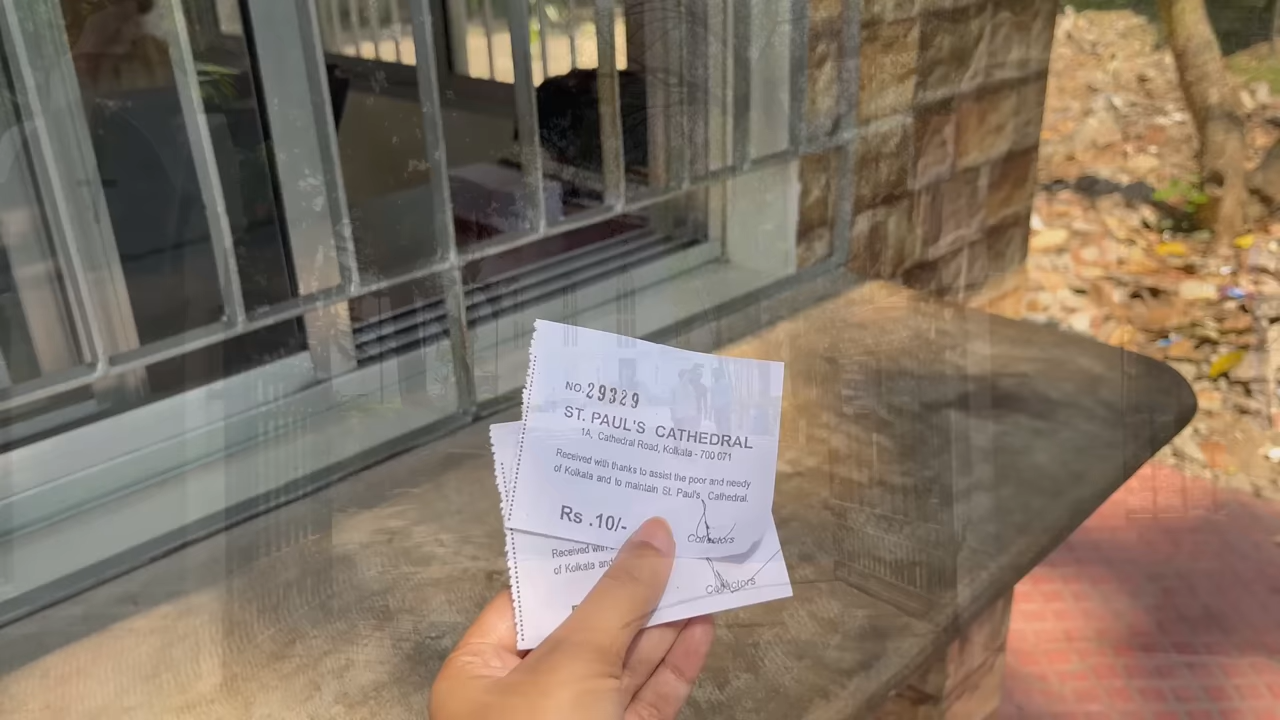 NO. 29329
ST. PAUL'S CATHEDRAL
1A, Cathedral Road, Kolkata - 700 071
Received with thanks to assist the poor and needy
of Kolkata and to maintain St. Paul's Cathedral.
Rs .10/-
Collectors
Received with
of Kolkata and
Collectors